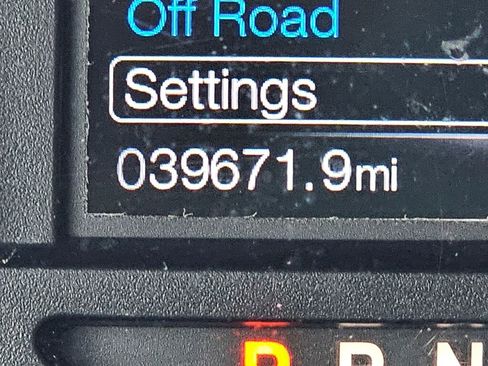 Off Road
Settings
039671.9mi
P R N